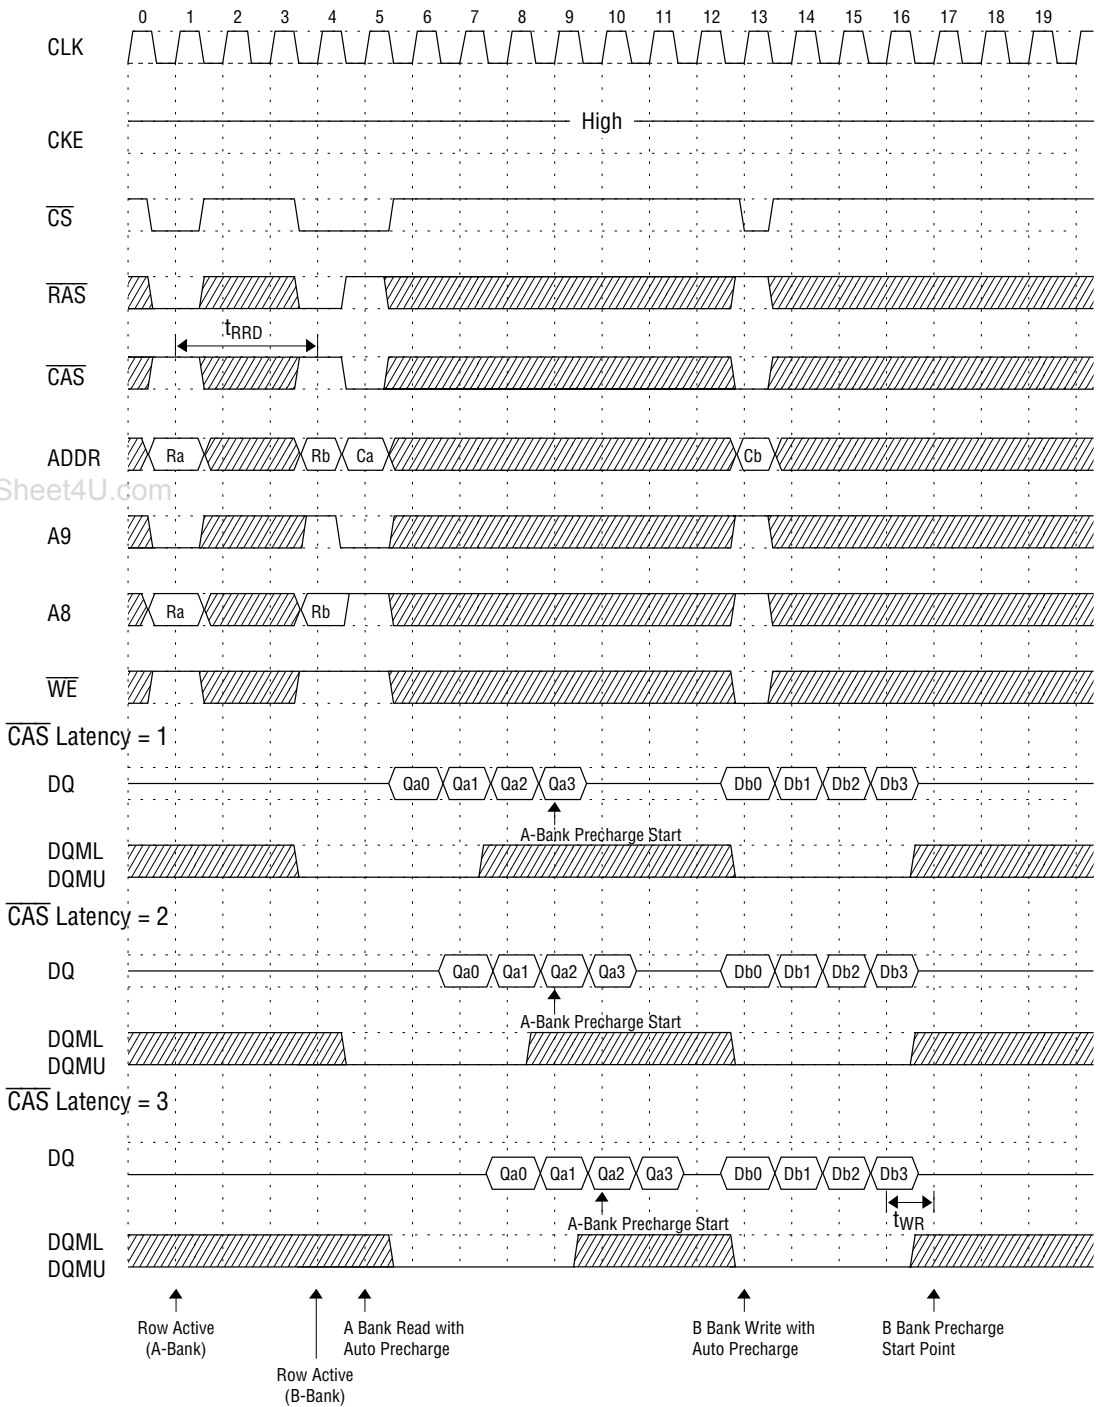 0 1 2 3 4 5 6 7 8 9 10 11 12 13 14 15 16 17 18 19
CLK
CKE
High
CS
RAS
tRRD
CAS
ADDR Ra Rb Ca Cb
Sheet4U.com
A9
A8 Ra Rb
WE
CAS Latency = 1
DQ Qa0 Qa1 Qa2 Qa3 Db0 Db1 Db2 Db3
A-Bank Precharge Start
DQML
DQMU
CAS Latency = 2
DQ Qa0 Qa1 Qa2 Qa3 Db0 Db1 Db2 Db3
A-Bank Precharge Start
DQML
DQMU
CAS Latency = 3
DQ Qa0 Qa1 Qa2 Qa3 Db0 Db1 Db2 Db3
A-Bank Precharge Start
tWR
DQML
DQMU
Row Active
(A-Bank)
Row Active
(B-Bank)
A Bank Read with
Auto Precharge
B Bank Write with
Auto Precharge
B Bank Precharge
Start Point